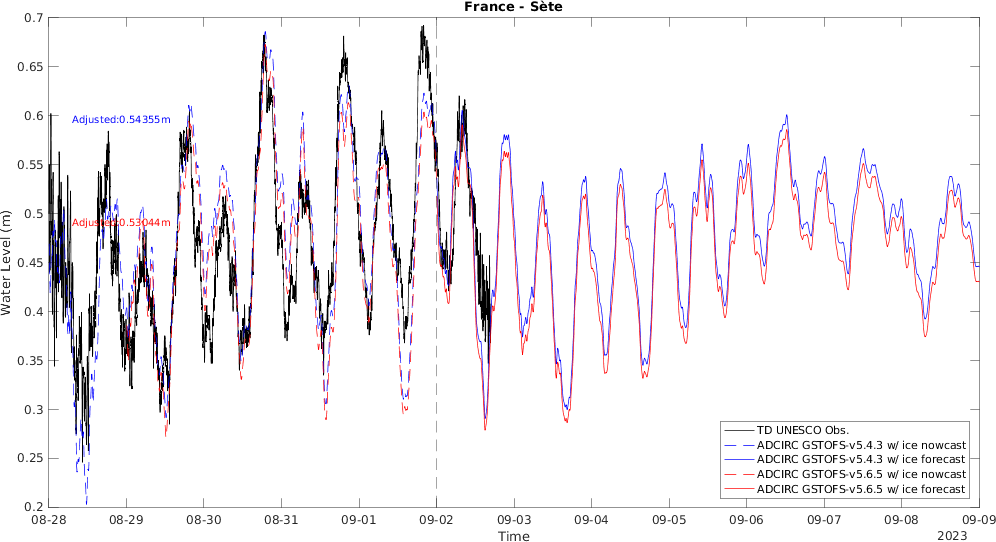 France - Sète
0.7
0.65
0.6
0.55
0.5
0.45
0.4
0.35
0.3
0.25
0.2
Water Level (m)
Adjusted:0.54355m
Adjusted:0.53044m
TD UNESCO Obs.
ADCIRC GSTOFS-v5.4.3 w/ ice nowcast
ADCIRC GSTOFS-v5.4.3 w/ ice forecast
ADCIRC GSTOFS-v5.6.5 w/ ice nowcast
ADCIRC GSTOFS-v5.6.5 w/ ice forecast
08-28 08-29 08-30 08-31 09-01 09-02 09-03 09-04 09-05 09-06 09-07 09-08 09-09
Time
2023